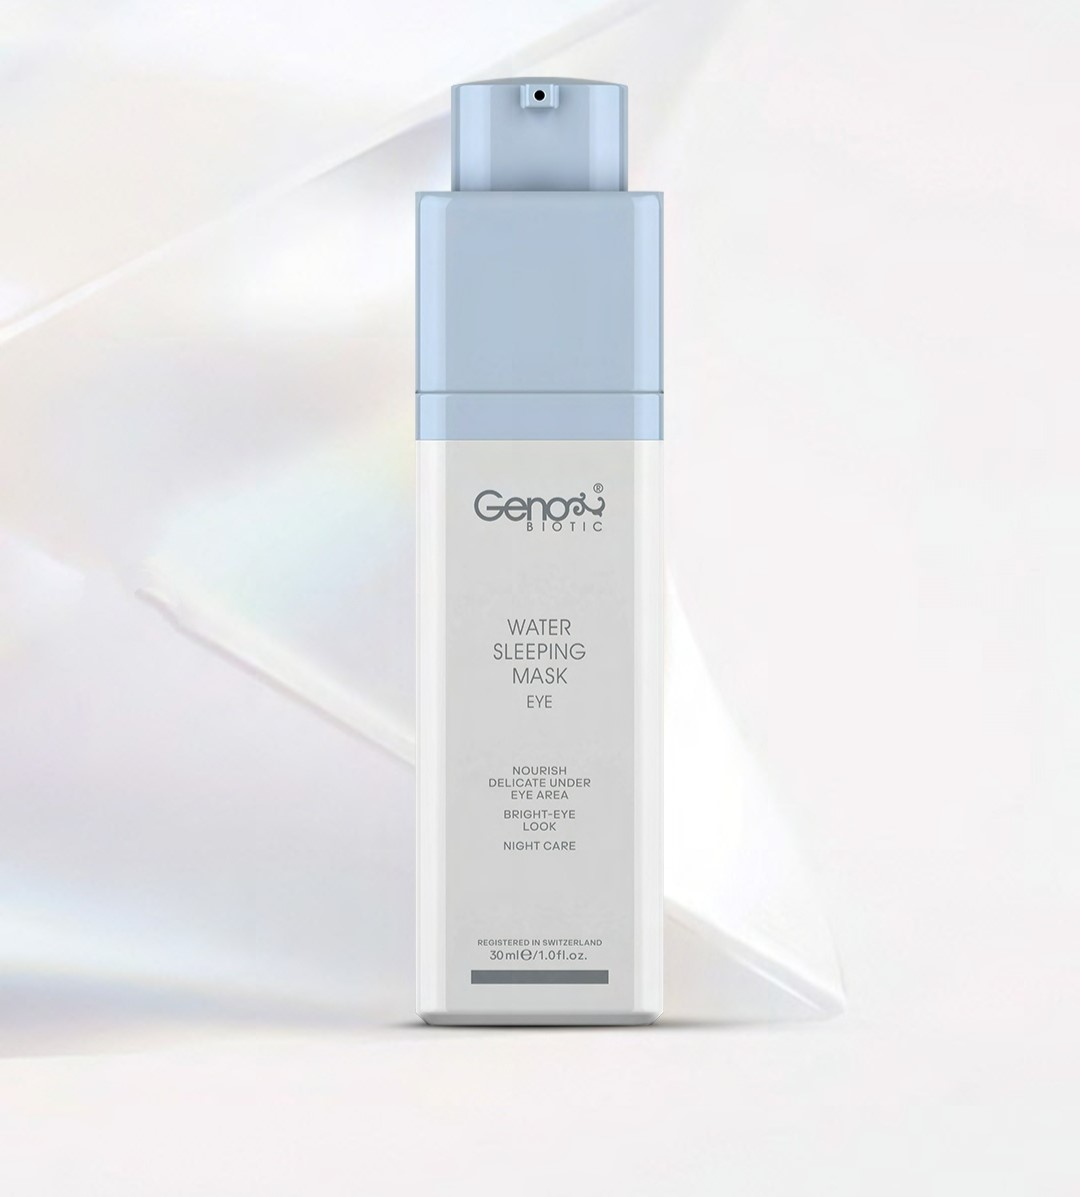 Geno®
BIOTIC
WATER
SLEEPING
MASK
EYE
NOURISH
DELICATE UNDER
EYE AREA
BRIGHT-EYE
LOOK
NIGHT CARE
REGISTERED IN SWITZERLAND
30ml℮/1.0fl.oz.